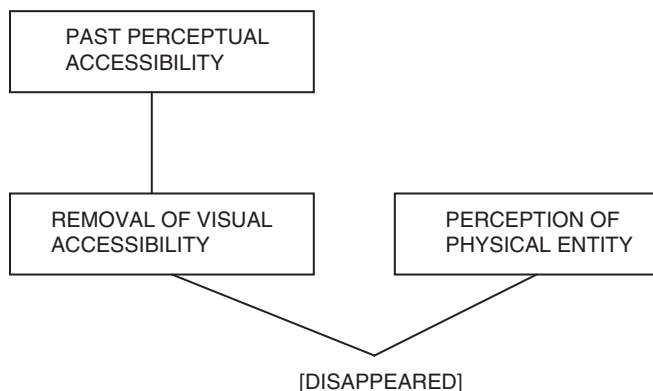 PAST PERCEPTUAL
ACCESSIBILITY
REMOVAL OF VISUAL
ACCESSIBILITY
PERCEPTION OF
PHYSICAL ENTITY
[DISAPPEARED]